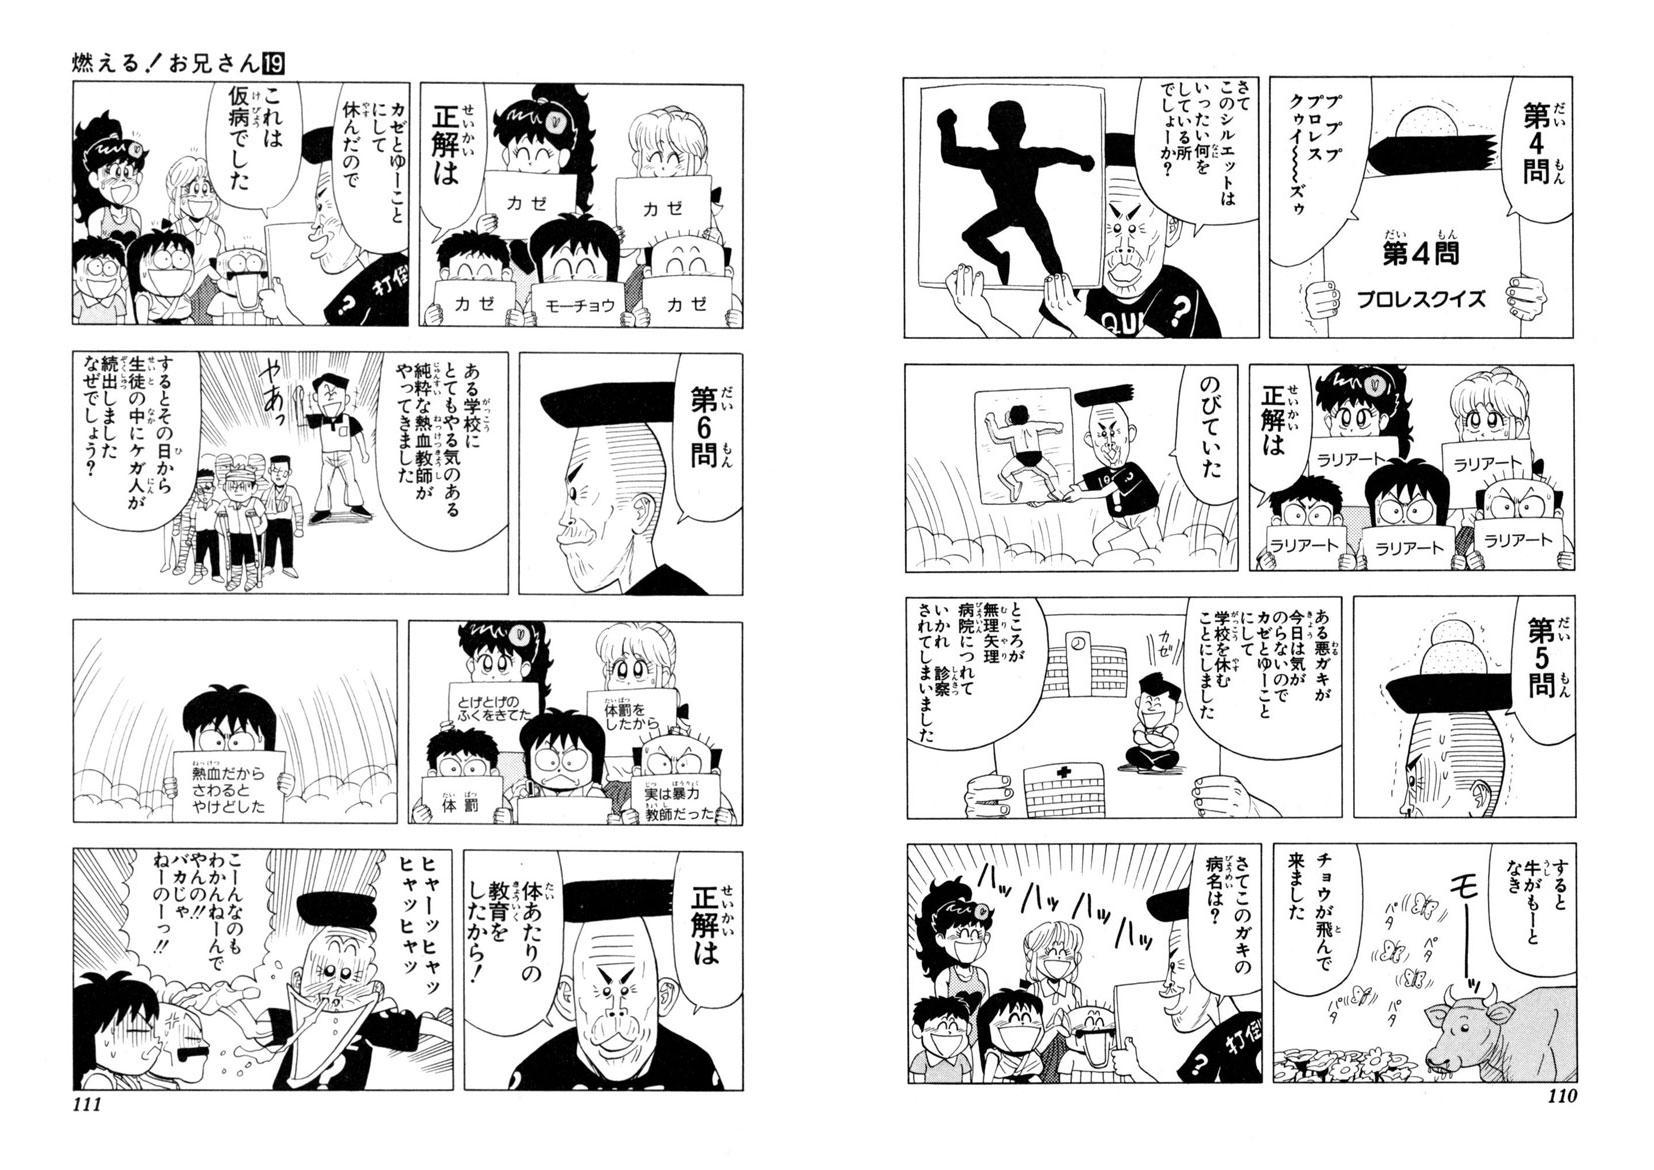 第4問
ププププ
プロレス
クゥイ〜〜〜ズゥ
第4問
プロレスクイズ
さて
このシルエットは
いったい何を
している所
でしょーか?
QUI
?
正解は
ラリアート
ラリアート
ラリアート
ラリアート
ラリアート
のびていた
第5問
ある悪ガキが
今日は気が
のらないので
カゼとゆーこと
にして
学校を休む
ことにしました
カゼ
ところが
無理矢理
病院につれて
いかれ 診察
されてしまいました
すると
牛がもーと
なき
モーッ
チョウが飛んで
来ました
パタ
ペタ
パタ
パタ
さてこのガキの
病名は?
ハッハッハッハッ
打倒
?
110
燃える!お兄さん19
正解は
カゼ
カゼ
カゼ
モーチョウ
カゼ
カゼとゆーこと
にして
休んだので
これは
仮病でした
打倒
?
第6問
ある学校に
とてもやる気のある
純粋な熱血教師が
やってきました
やあっ
するとその日から
生徒の中にケガ人が
続出しました
なぜでしょう?
とげとげの
ふくをきてた
体罰を
したから
体罰
実は暴力
教師だった
熱血だから
さわると
やけどした
正解は
体あたりの
教育を
したから!
ヒャーッヒャッ
ヒャッヒャッ
こーんなのも
わかんねーんで
やんの!!
バカじゃ
ねーのーっ!!
111